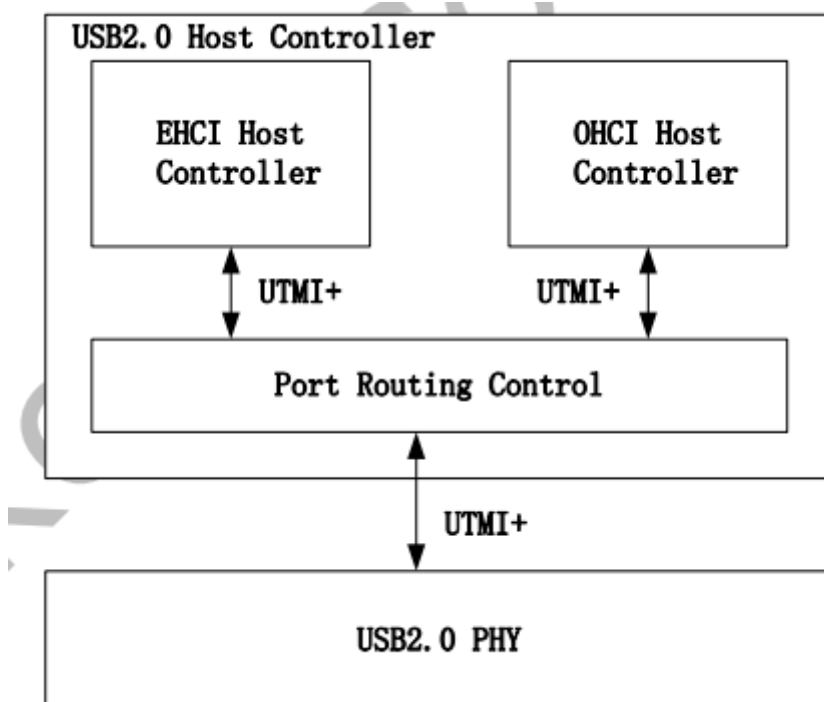 USB2.0 Host Controller
EHCI Host
Controller
OHCI Host
Controller
UTMI+
UTMI+
Port Routing Control
UTMI+
USB2.0 PHY